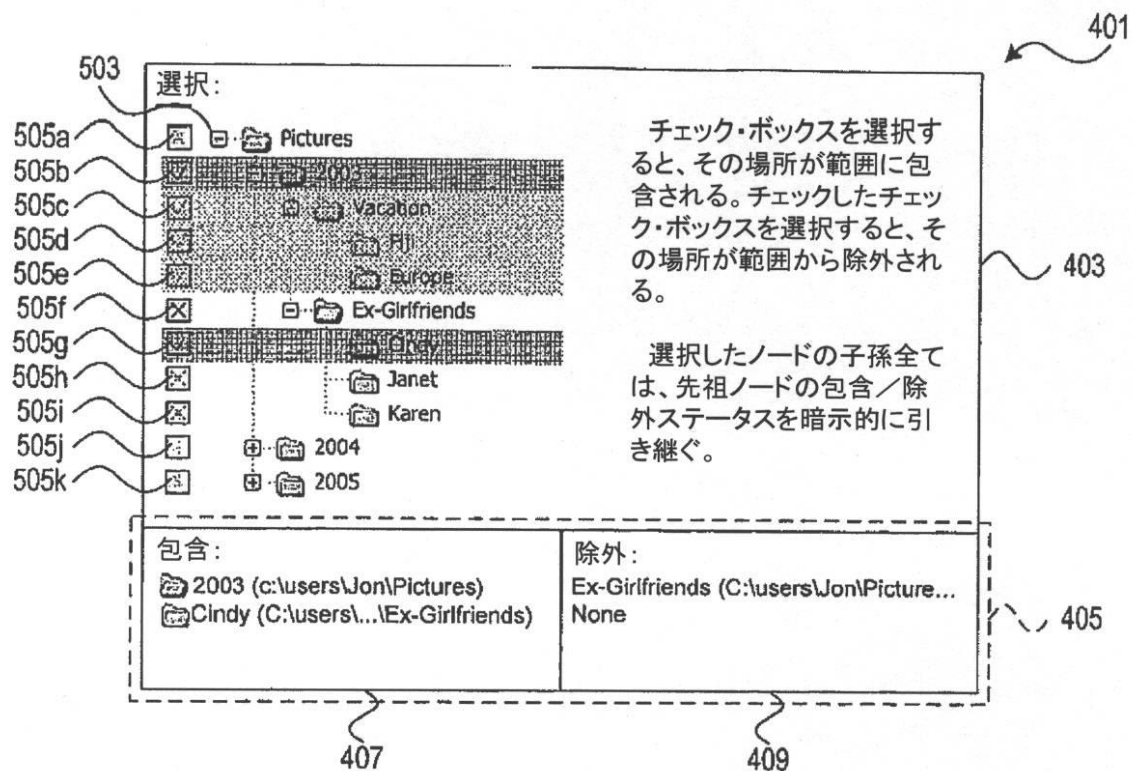 401
503
選択:
505a
Pictures
505b
2003
505c
Vacation
505d
Fiji
505e
Europe
505f
Ex-Girlfriends
505g
Cindy
505h
Janet
505i
Karen
505j
2004
505k
2005
チェック・ボックスを選択す
ると、その場所が範囲に包
含される。チェックしたチェッ
ク・ボックスを選択すると、そ
の場所が範囲から除外され
る。
選択したノードの子孫全て
は、先祖ノードの包含／除
外ステータスを暗示的に引
き継ぐ。
403
包含:
2003 (c:\users\Jon\Pictures)
Cindy (C:\users\...\Ex-Girlfriends)
除外:
Ex-Girlfriends (C:\users\Jon\Picture...
None
405
407
409